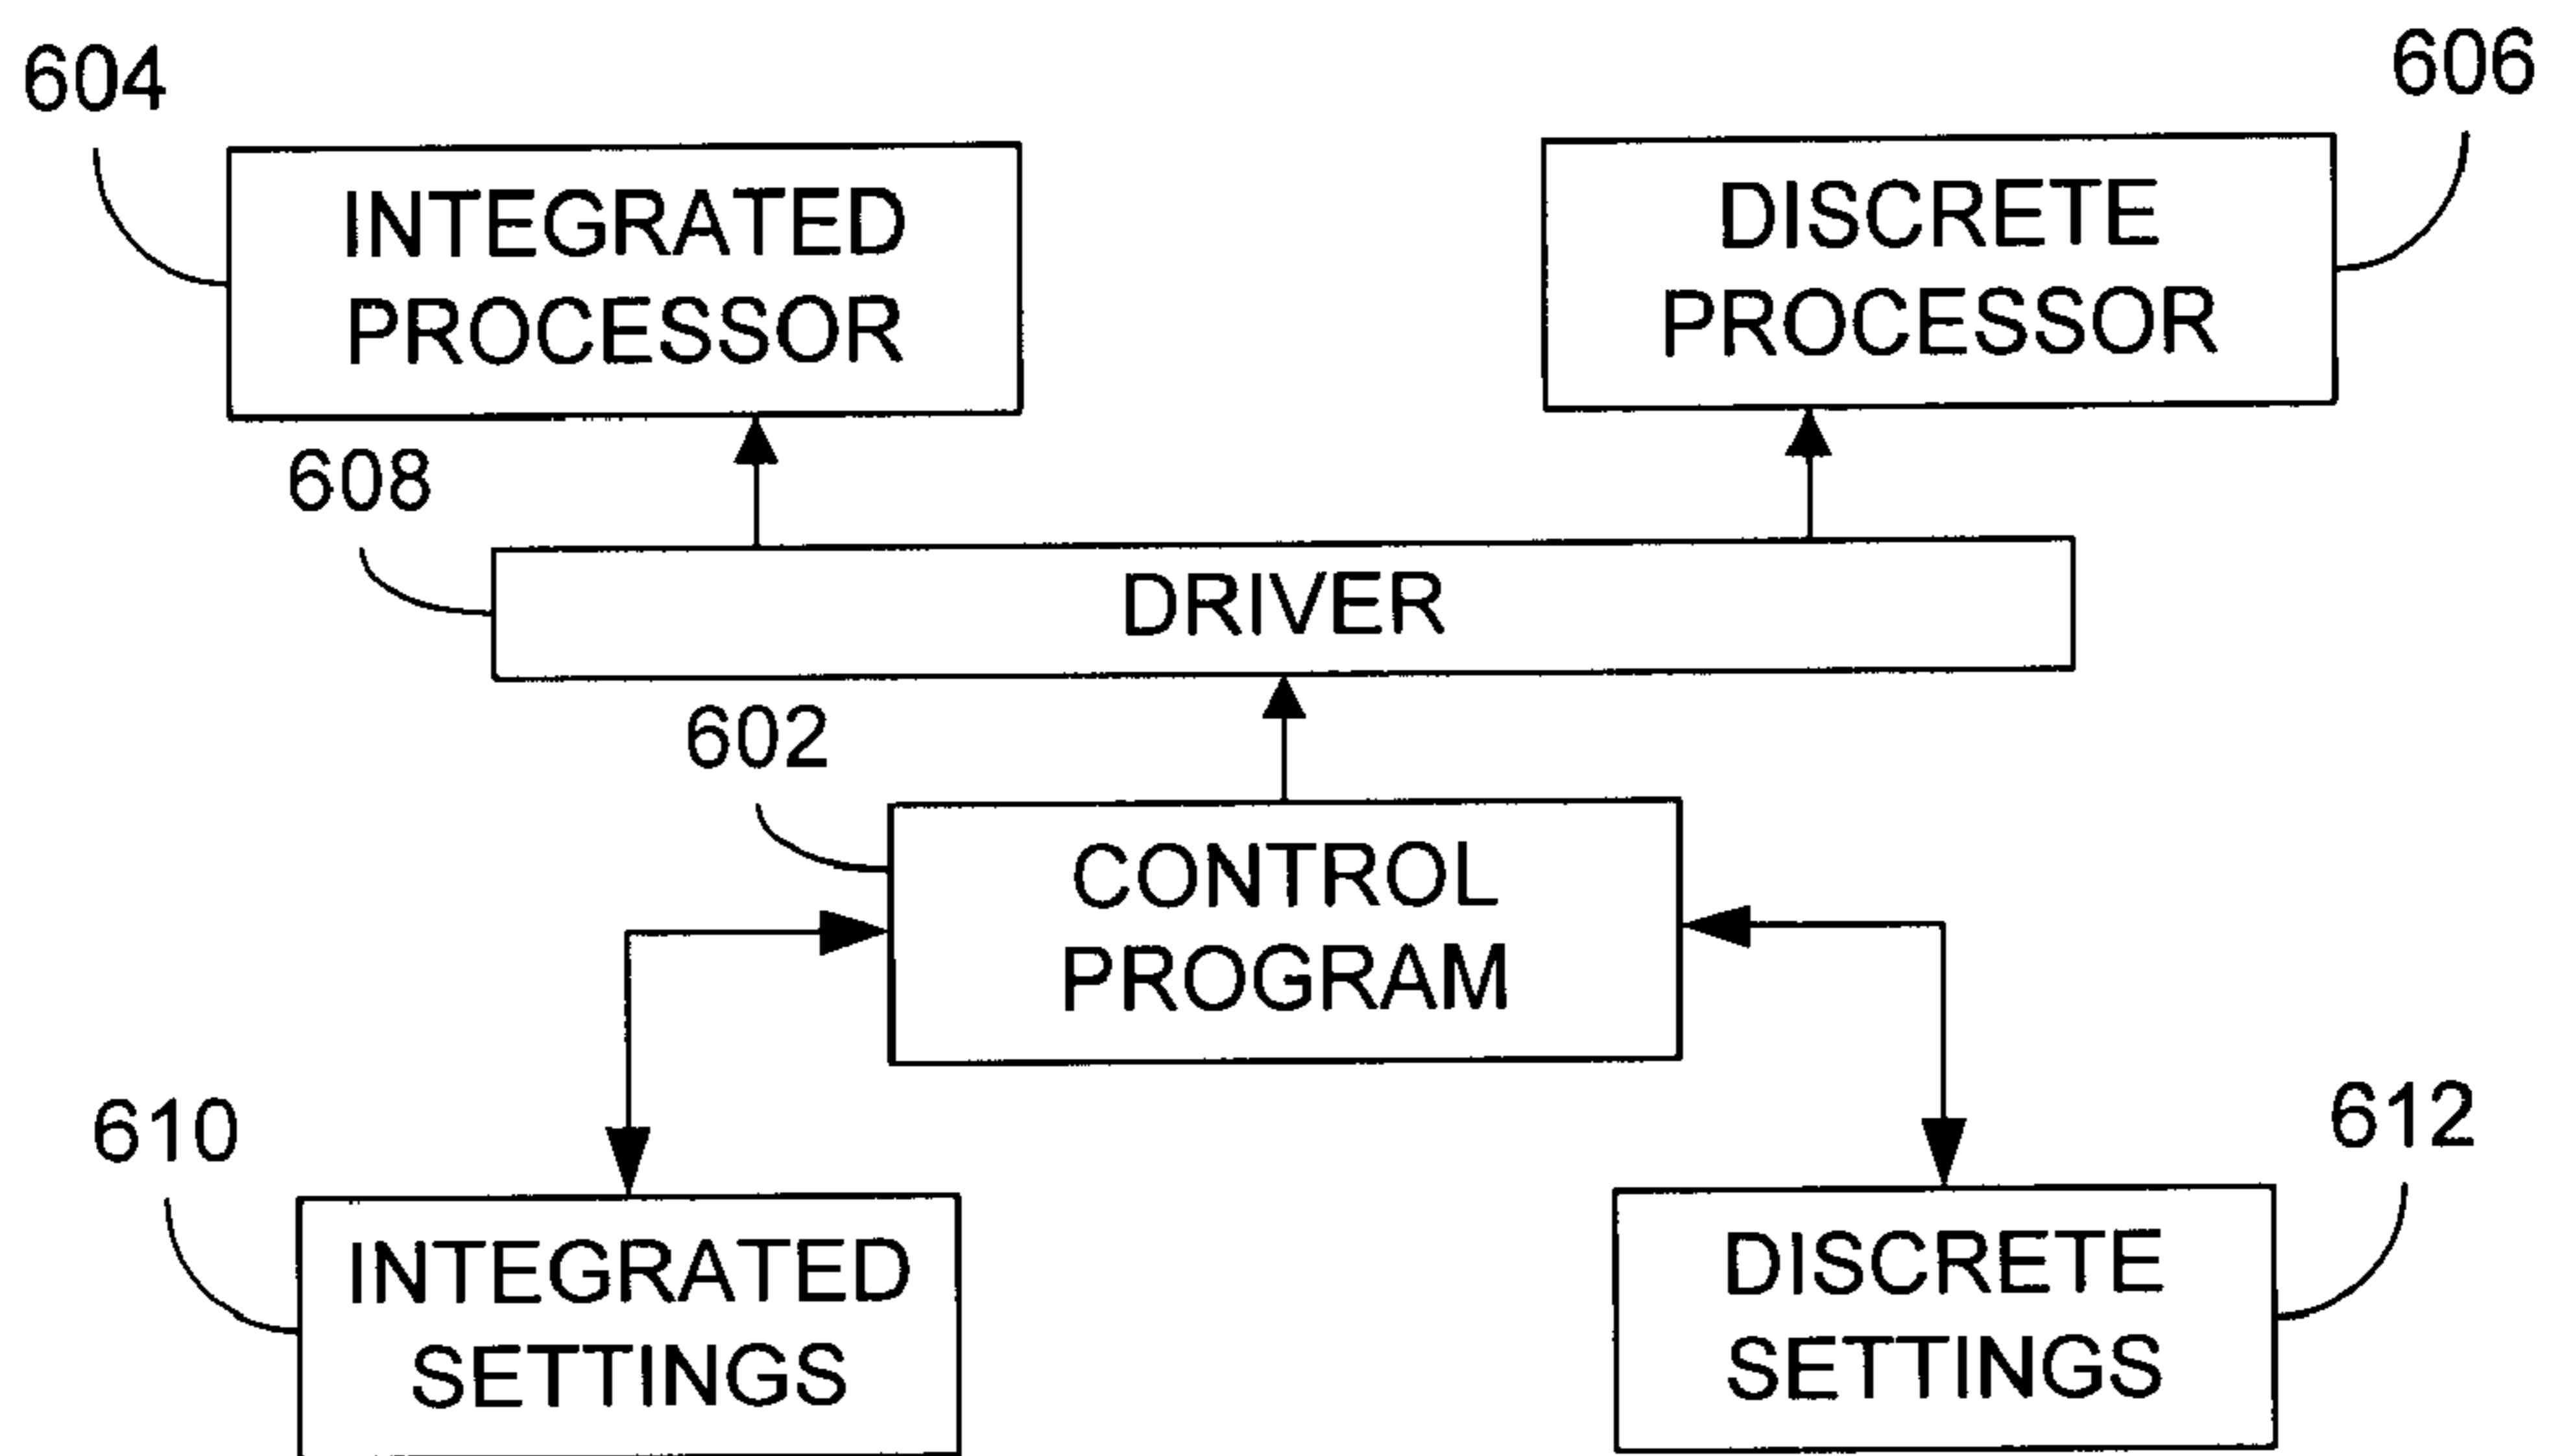 604
606
INTEGRATED
PROCESSOR
DISCRETE
PROCESSOR
608
DRIVER
602
CONTROL
PROGRAM
610
612
INTEGRATED
SETTINGS
DISCRETE
SETTINGS